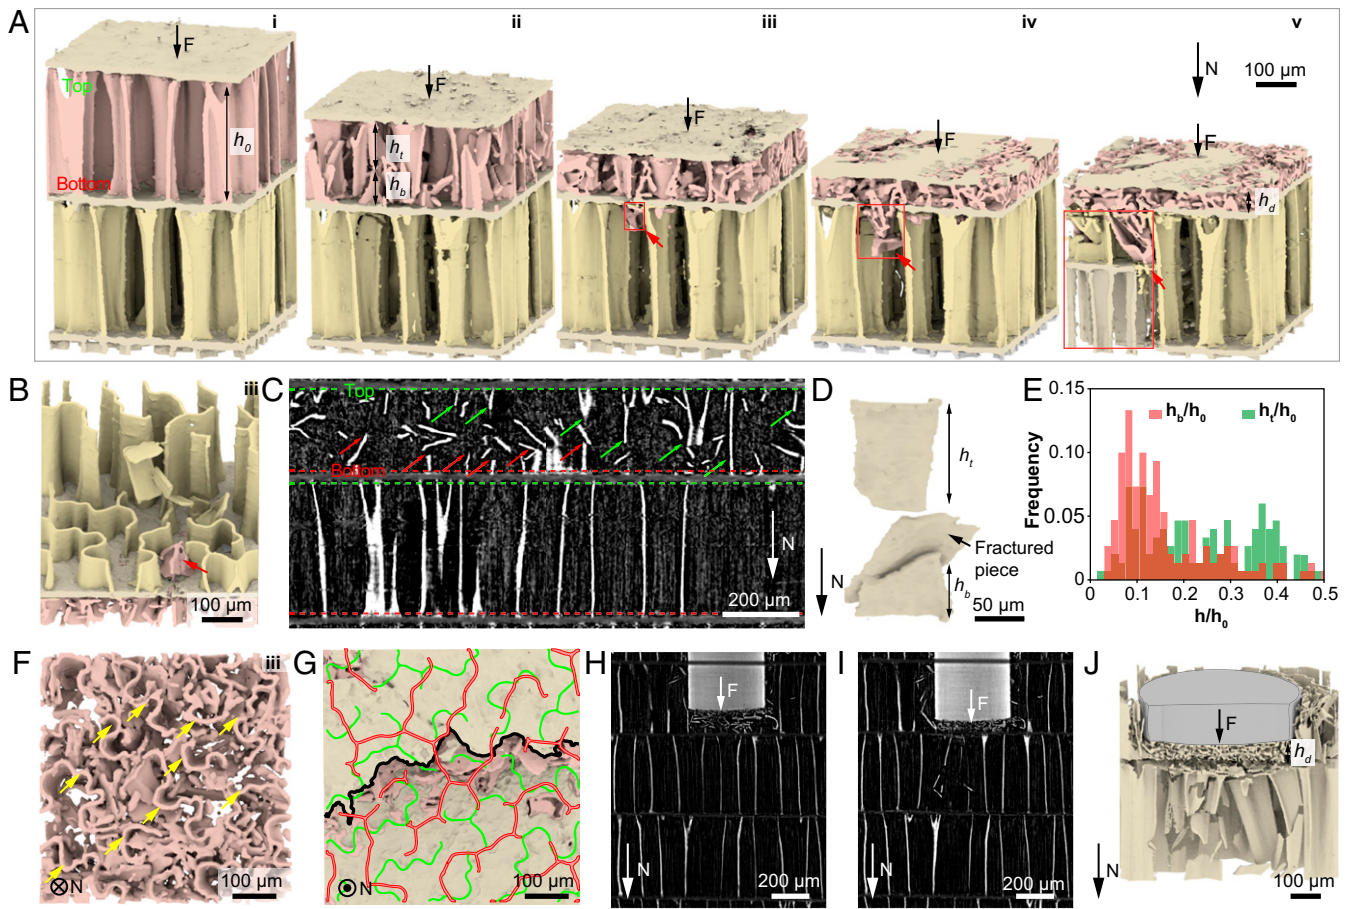 A
i
ii
iii
iv
v
F
F
F
F
F
N
100 µm
Top
Bottom
h0
ht
hb
hd
B
iii
100 µm
C
Top
Bottom
N
200 µm
D
ht
Fractured
piece
hb
N
50 µm
E
0.15
0.10
0.05
0
Frequency
hb/h0
ht/h0
0
0.1
0.2
0.3
0.4
0.5
h/h0
F
iii
N
100 µm
G
N
100 µm
H
F
N
200 µm
I
F
N
200 µm
J
F
hd
N
100 µm